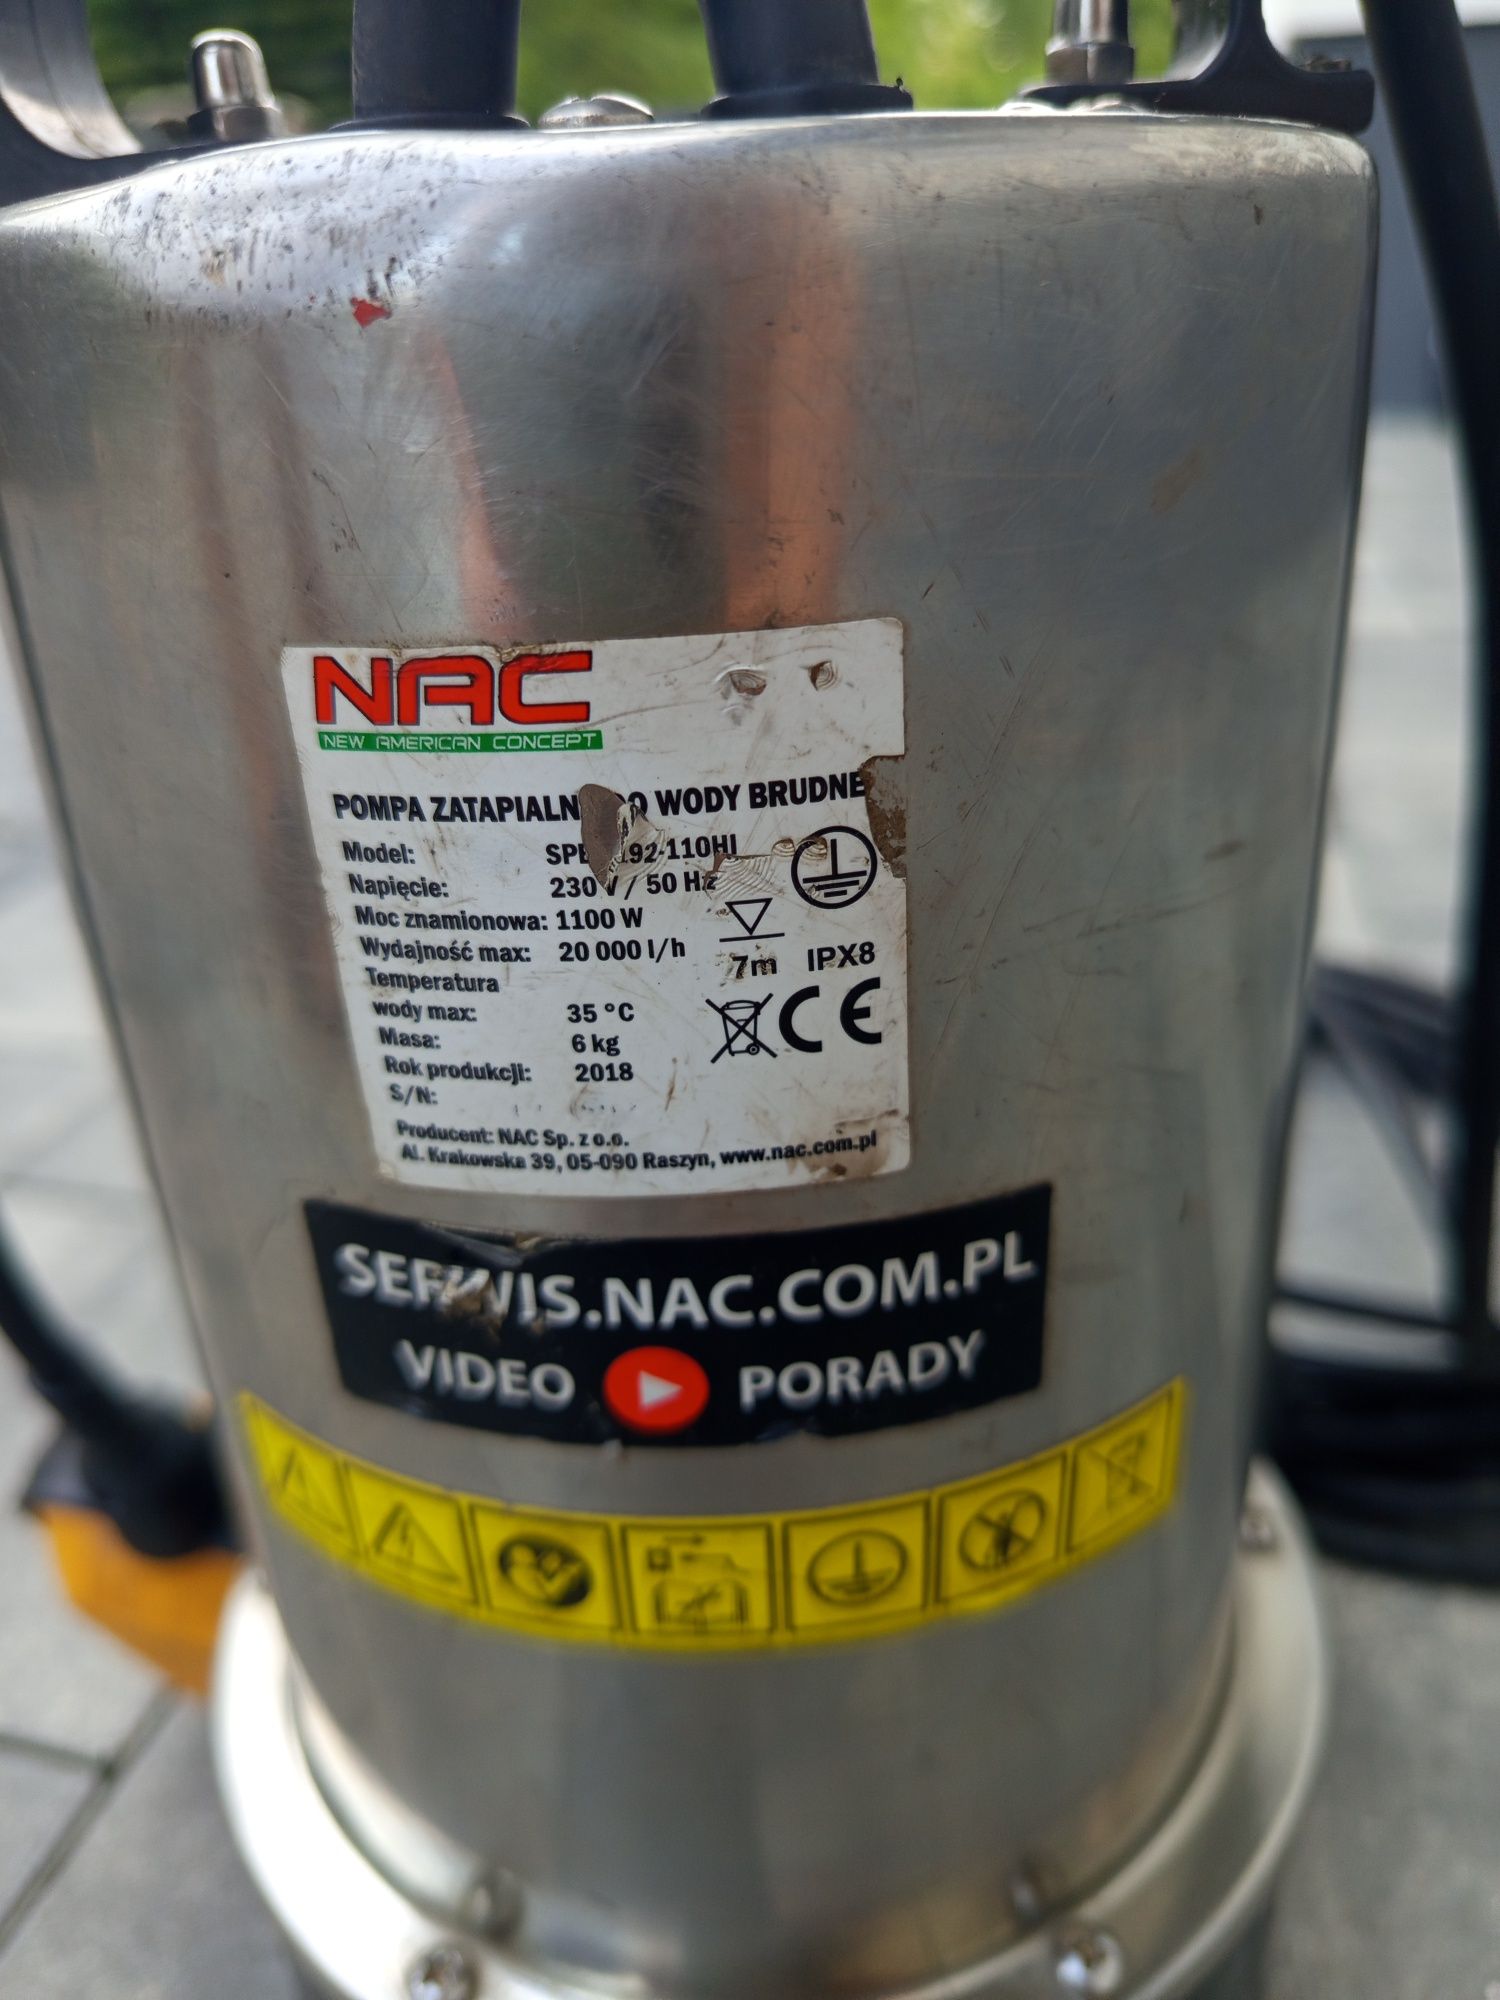 NAC
NEW AMERICAN CONCEPT
POMPA WODY
Model:
Napięcie: 230 V / 50 Hz
Moc znamionowa: 1100 W
Wydajność max: 20 000 l/h
Temperatura
wody max: 35 °C
Masa: 6 kg
Rok produkcji: 2018
S/N:
7m IPX8
CE
Producent: NAC Sp. z o.o.
Al. Krakowska 39, 05-090 Raszyn, www.nac.com.pl
SERWIS.NAC.COM.PL
VIDEO PORADY